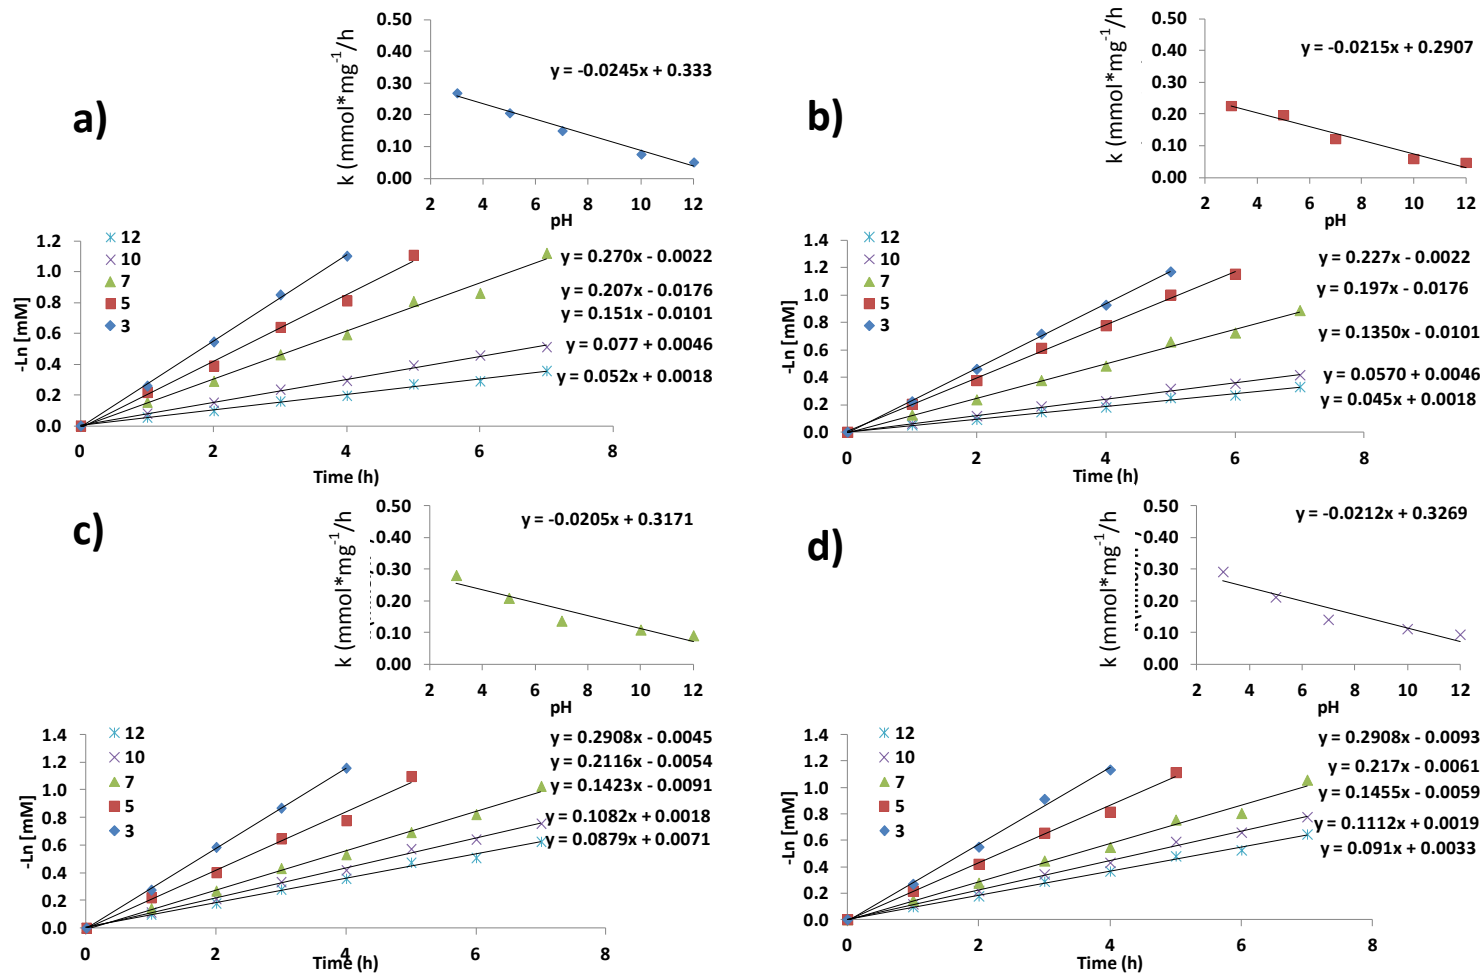 a)
k (mmol*mg⁻¹/h
0.50
0.40
0.30
0.20
0.10
0.00
y = -0.0245x + 0.333
2 4 6 8 10 12
pH
-Ln [mM]
1.2
1.0
0.8
0.6
0.4
0.2
0.0
12
10
7
5
3
y = 0.270x - 0.0022
y = 0.207x - 0.0176
y = 0.151x - 0.0101
y = 0.077 + 0.0046
y = 0.052x + 0.0018
0 2 4 6 8
Time (h)
b)
k (mmol*mg⁻¹/h
0.50
0.40
0.30
0.20
0.10
0.00
y = -0.0215x + 0.2907
2 4 6 8 10 12
pH
-Ln [mM]
1.4
1.2
1.0
0.8
0.6
0.4
0.2
0.0
12
10
7
5
3
y = 0.227x - 0.0022
y = 0.197x - 0.0176
y = 0.1350x - 0.0101
y = 0.0570 + 0.0046
y = 0.045x + 0.0018
0 2 4 6 8
Time (h)
c)
k (mmol*mg⁻¹/h
0.50
0.40
0.30
0.20
0.10
0.00
y = -0.0205x + 0.3171
2 4 6 8 10 12
pH
-Ln [mM]
1.4
1.2
1.0
0.8
0.6
0.4
0.2
0.0
12
10
7
5
3
y = 0.2908x - 0.0045
y = 0.2116x - 0.0054
y = 0.1423x - 0.0091
y = 0.1082x + 0.0018
y = 0.0879x + 0.0071
0 2 4 6 8
Time (h)
d)
k (mmol*mg⁻¹/h
0.50
0.40
0.30
0.20
0.10
0.00
y = -0.0212x + 0.3269
2 4 6 8 10 12
pH
-Ln [mM]
1.4
1.2
1.0
0.8
0.6
0.4
0.2
0.0
12
10
7
5
3
y = 0.2908x - 0.0093
y = 0.217x - 0.0061
y = 0.1455x - 0.0059
y = 0.1112x + 0.0019
y = 0.091x + 0.0033
0 2 4 6 8
Time (h)